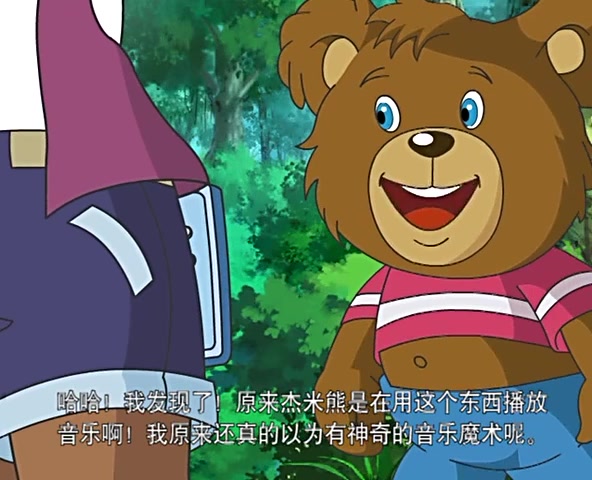 哈哈！我发现了！原来杰米熊是在用这个东西播放
音乐啊！我原来还真的以为有神奇的音乐魔术呢。